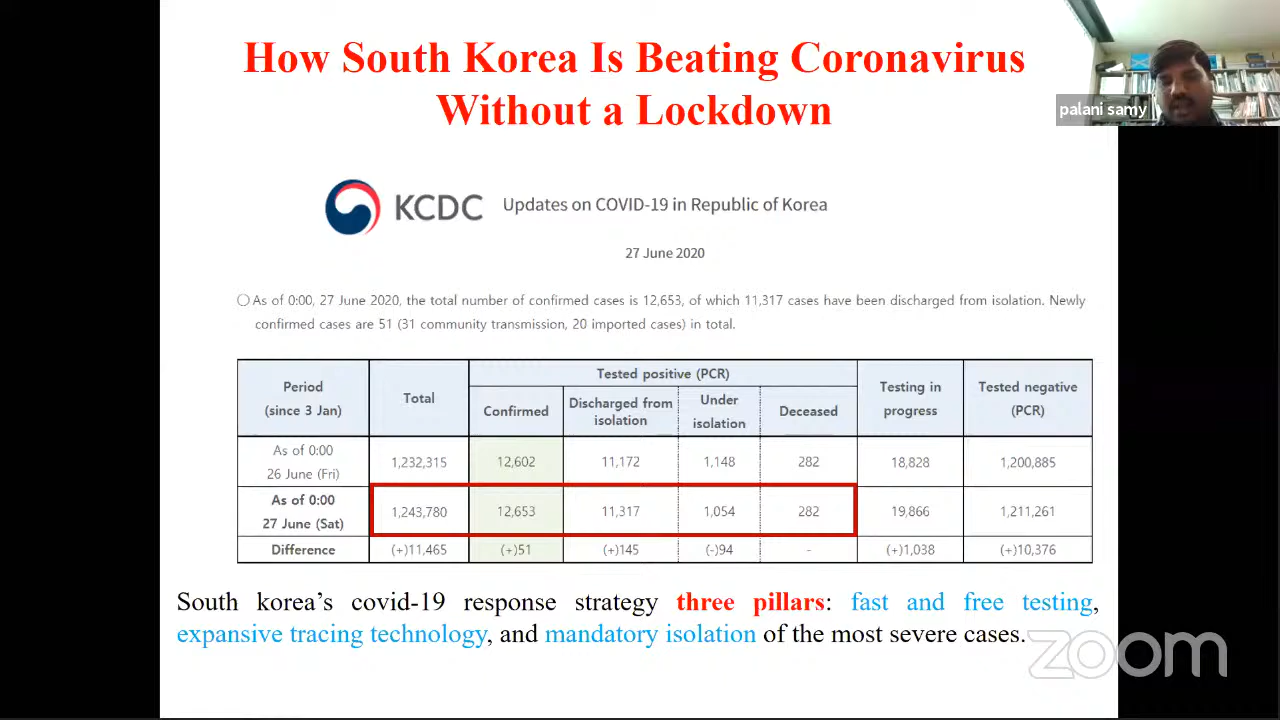 How South Korea Is Beating Coronavirus
Without a Lockdown
palani samy
KCDC
Updates on COVID-19 in Republic of Korea
27 June 2020
○ As of 0:00, 27 June 2020, the total number of confirmed cases is 12,653, of which 11,317 cases have been discharged from isolation. Newly
confirmed cases are 51 (31 community transmission, 20 imported cases) in total.
Period
(since 3 Jan)
Total
Tested positive (PCR)
Confirmed
Discharged from
isolation
Under
isolation
Deceased
Testing in
progress
Tested negative
(PCR)
As of 0:00
26 June (Fri)
1,232,315 12,602 11,172 1,148 282 18,828 1,200,885
As of 0:00
27 June (Sat)
1,243,780 12,653 11,317 1,054 282 19,866 1,211,261
Difference (+)11,465 (+)51 (+)145 (-)94 - (+)1,038 (+)10,376
South korea's covid-19 response strategy three pillars: fast and free testing,
expansive tracing technology, and mandatory isolation of the most severe cases.
zoom